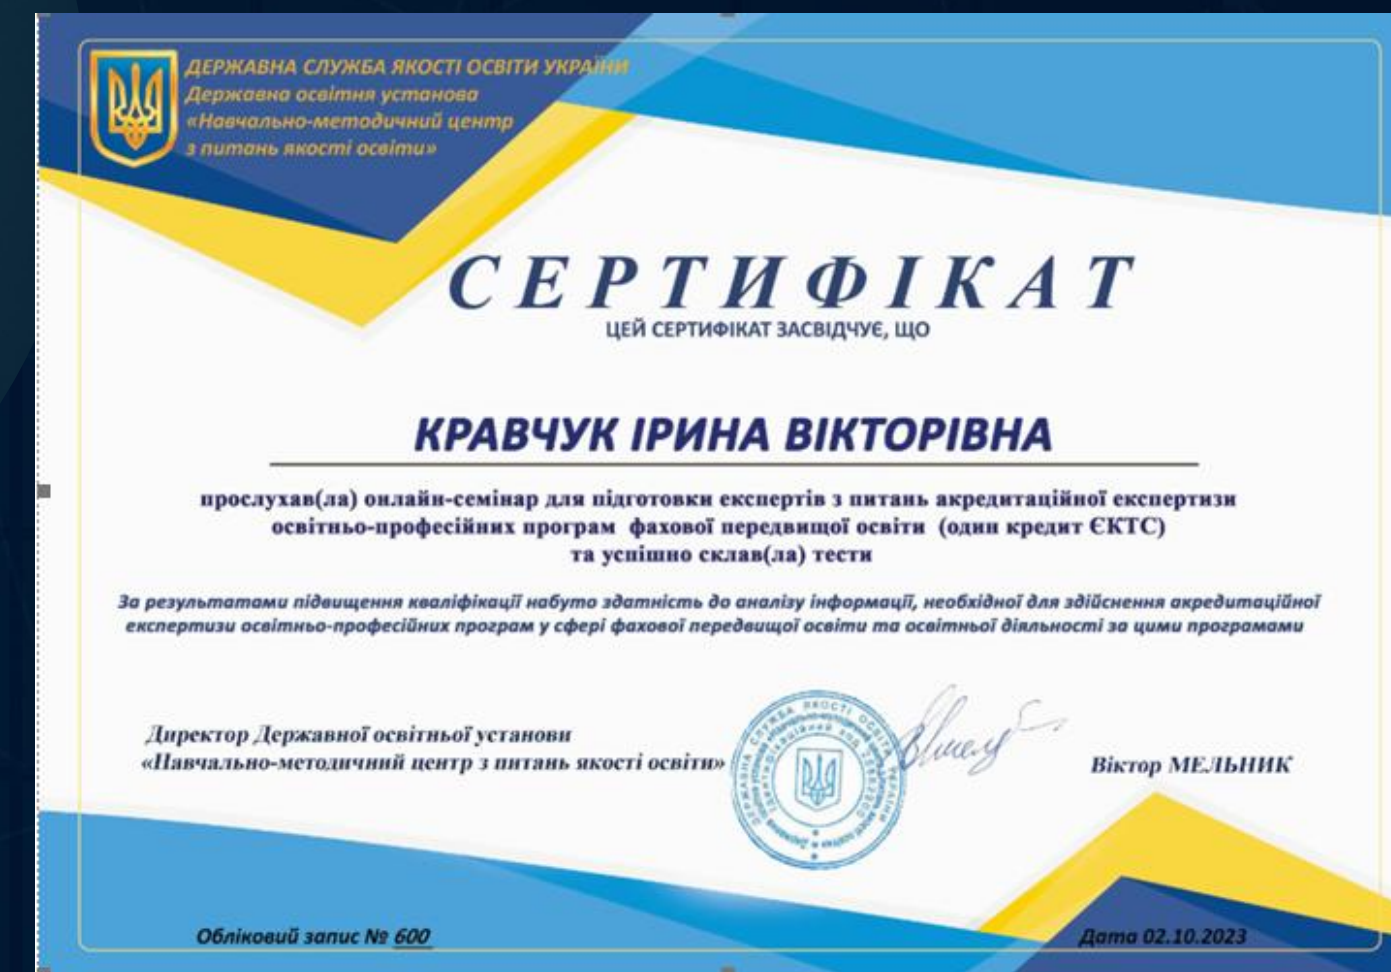 ДЕРЖАВНА СЛУЖБА ЯКОСТІ ОСВІТИ УКРАЇНИ
Державна освітня установа
«Навчально-методичний центр
з питань якості освіти»
СЕРТИФІКАТ
ЦЕЙ СЕРТИФІКАТ ЗАСВІДЧУЄ, ЩО
КРАВЧУК ІРИНА ВІКТОРІВНА
прослухав(ла) онлайн-семінар для підготовки експертів з питань акредитаційної експертизи
освітньо-професійних програм фахової передвищої освіти (один кредит ЄКТС)
та успішно склав(ла) тести
За результатами підвищення кваліфікації набуто здатність до аналізу інформації, необхідної для здійснення акредитаційної
експертизи освітньо-професійних програм у сфері фахової передвищої освіти та освітньої діяльності за цими програмами
Директор Державної освітньої установи
«Навчально-методичний центр з питань якості освіти»
Віктор МЕЛЬНИК
Обліковий запис № 600
Дата 02.10.2023